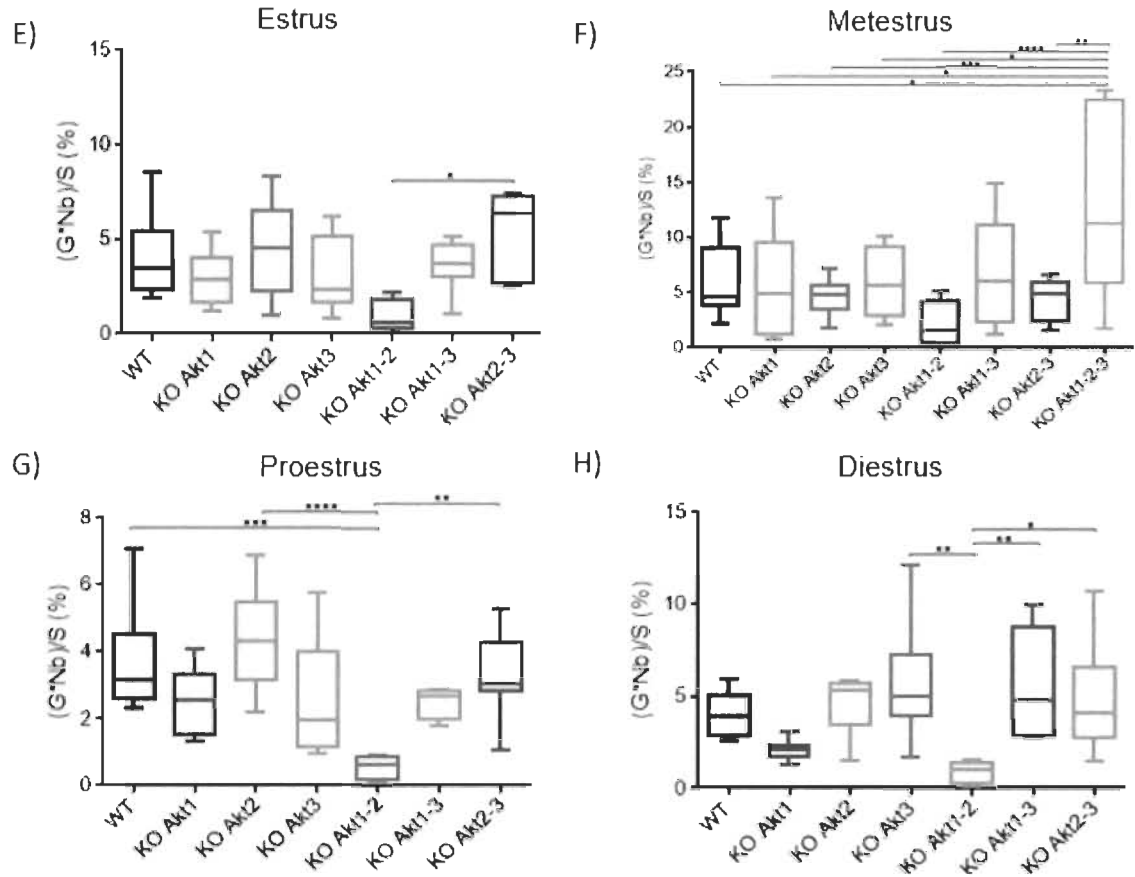 E)
Estrus
(G*Nb)/S (%)
15
10
5
0
*
WT
KO Akt1
KO Akt2
KO Akt3
KO Akt1-2
KO Akt1-3
KO Akt2-3
F)
Metestrus
(G*Nb)/S (%)
25
20
15
10
5
0
**
****
*
***
*
*
WT
KO Akt1
KO Akt2
KO Akt3
KO Akt1-2
KO Akt1-3
KO Akt2-3
KO Akt1-2-3
G)
Proestrus
(G*Nb)/S (%)
8
6
4
2
0
**
****
***
WT
KO Akt1
KO Akt2
KO Akt3
KO Akt1-2
KO Akt1-3
KO Akt2-3
H)
Diestrus
(G*Nb)/S (%)
15
10
5
0
*
**
**
WT
KO Akt1
KO Akt2
KO Akt3
KO Akt1-2
KO Akt1-3
KO Akt2-3